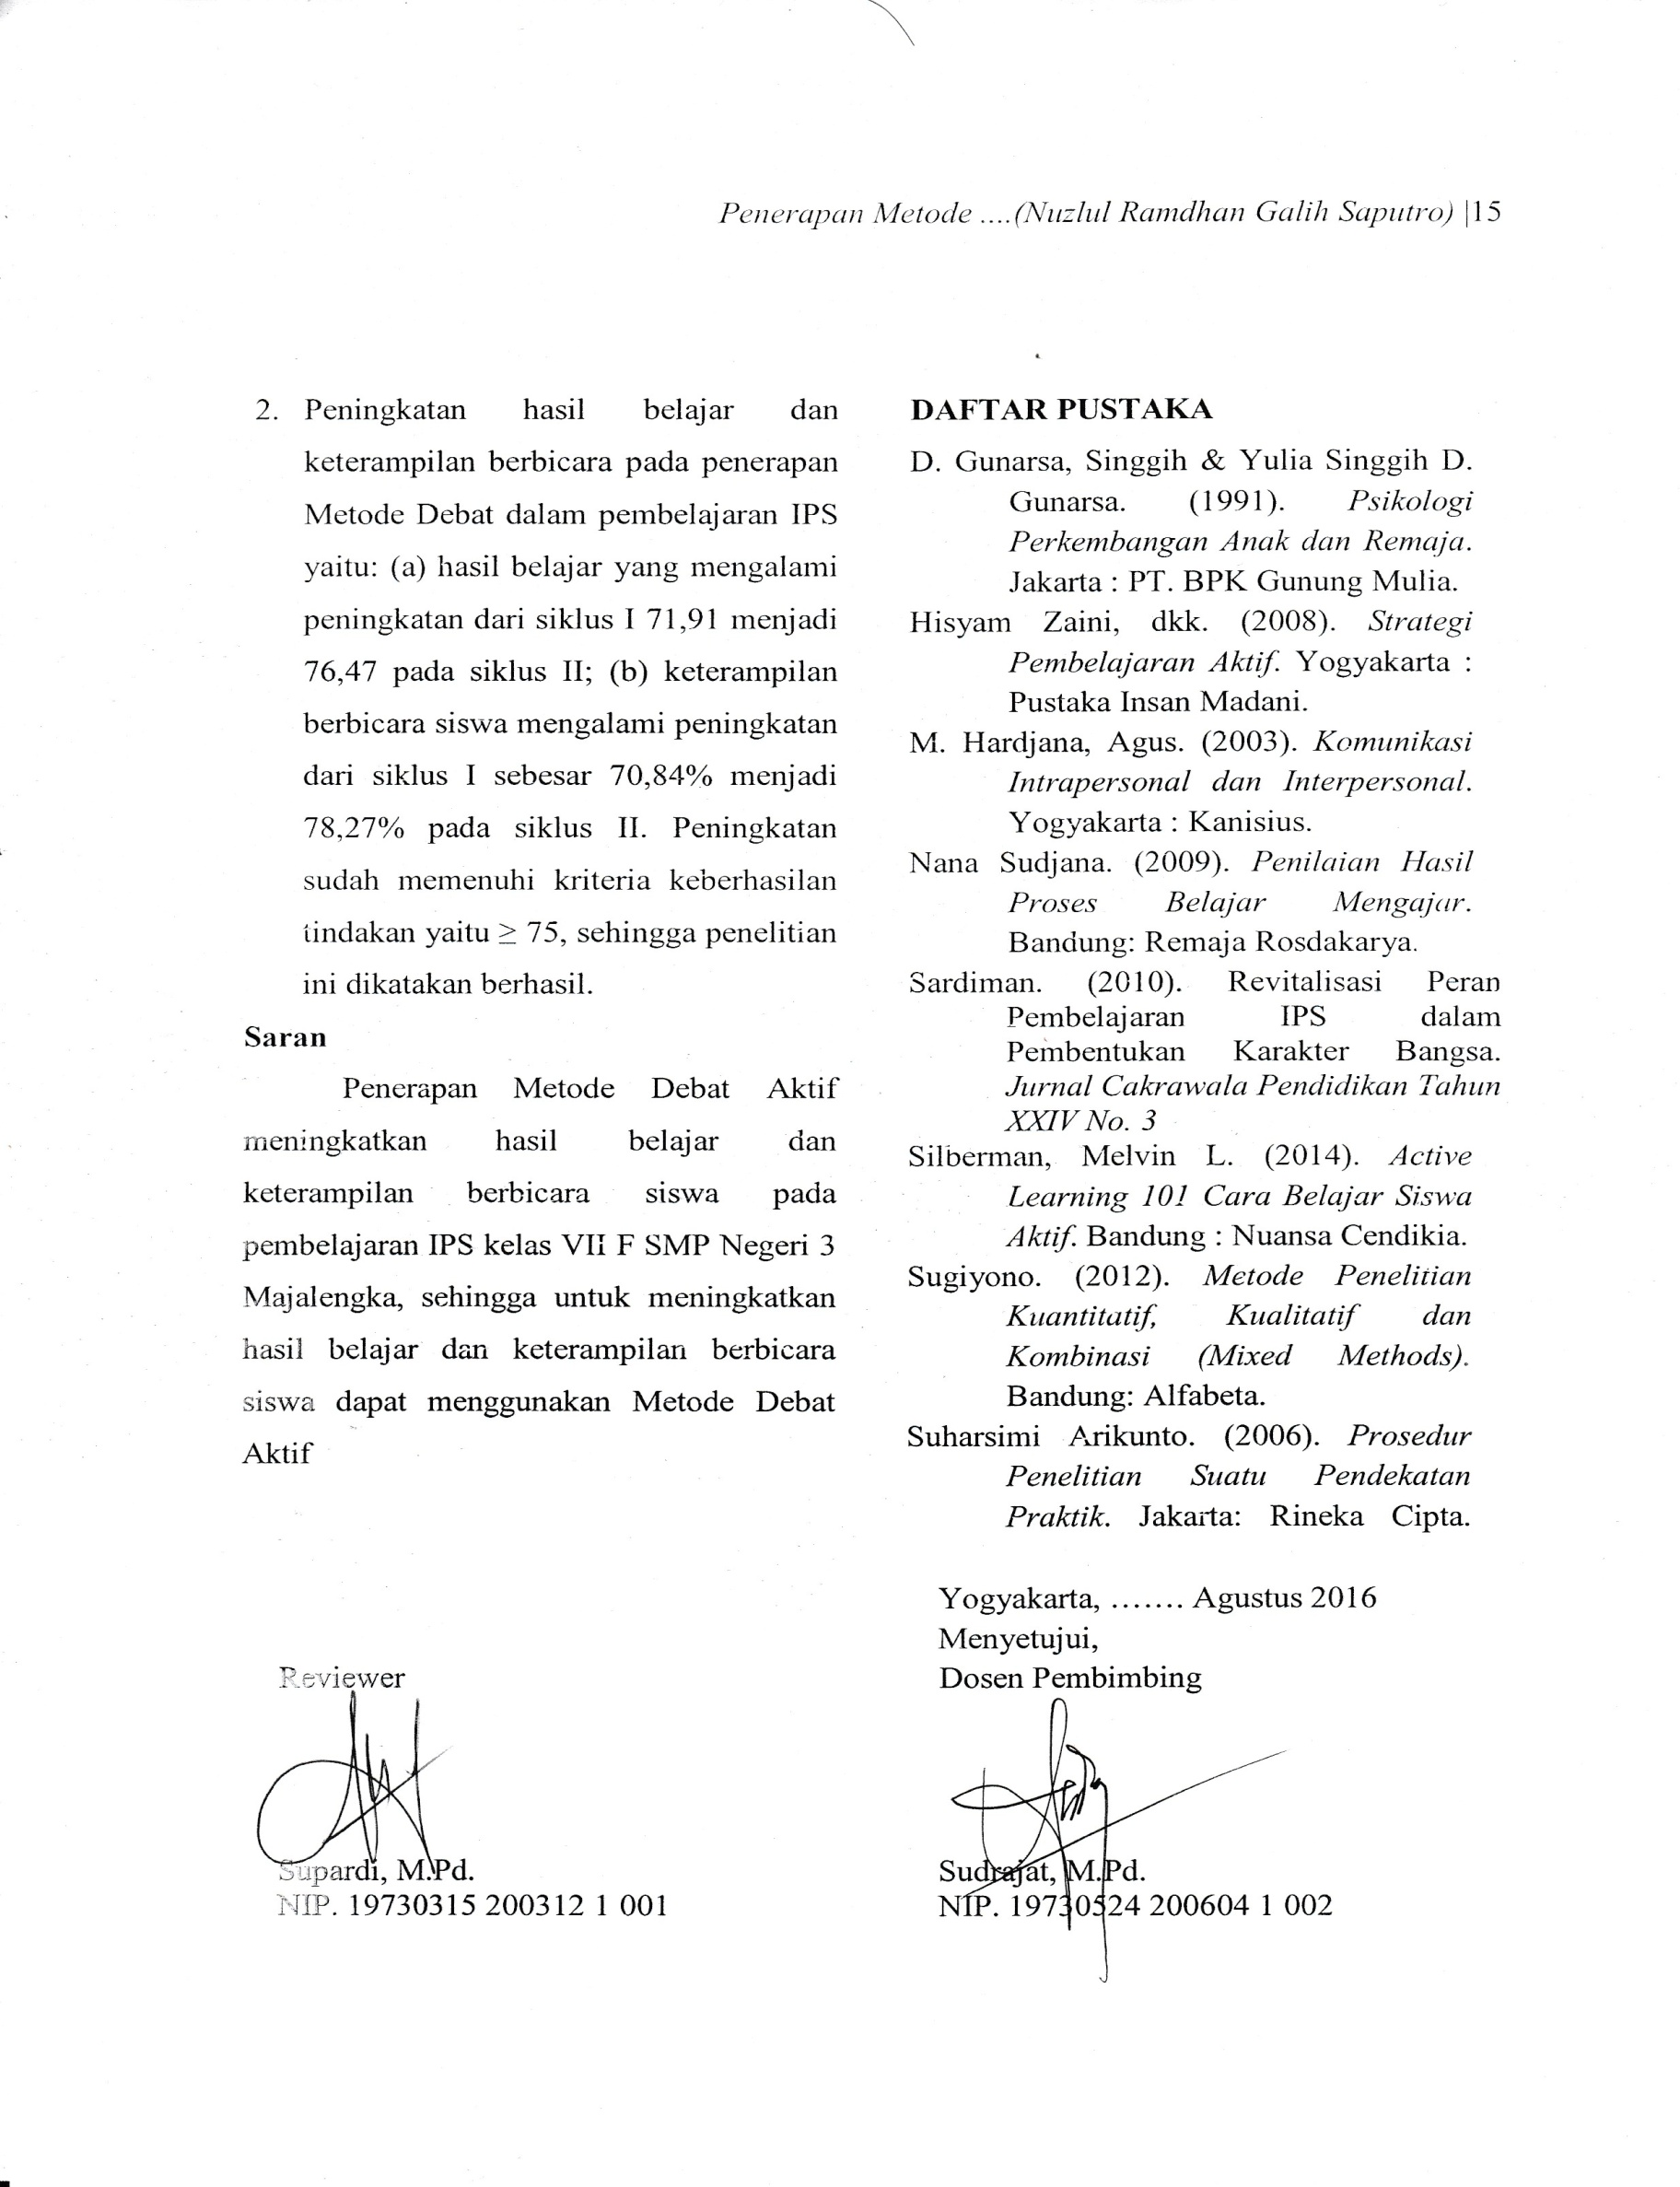 Penerapan Metode ....(Nuzlul Ramdhan Galih Saputro) |15
2. Peningkatan hasil belajar dan
keterampilan berbicara pada penerapan
Metode Debat dalam pembelajaran IPS
yaitu: (a) hasil belajar yang mengalami
peningkatan dari siklus I 71,91 menjadi
76,47 pada siklus II; (b) keterampilan
berbicara siswa mengalami peningkatan
dari siklus I sebesar 70,84% menjadi
78,27% pada siklus II. Peningkatan
sudah memenuhi kriteria keberhasilan
tindakan yaitu ≥ 75, sehingga penelitian
ini dikatakan berhasil.
Saran
Penerapan Metode Debat Aktif
meningkatkan hasil belajar dan
keterampilan berbicara siswa pada
pembelajaran IPS kelas VII F SMP Negeri 3
Majalengka, sehingga untuk meningkatkan
hasil belajar dan keterampilan berbicara
siswa dapat menggunakan Metode Debat
Aktif
DAFTAR PUSTAKA
D. Gunarsa, Singgih & Yulia Singgih D.
Gunarsa. (1991). Psikologi
Perkembangan Anak dan Remaja.
Jakarta : PT. BPK Gunung Mulia.
Hisyam Zaini, dkk. (2008). Strategi
Pembelajaran Aktif. Yogyakarta :
Pustaka Insan Madani.
M. Hardjana, Agus. (2003). Komunikasi
Intrapersonal dan Interpersonal.
Yogyakarta : Kanisius.
Nana Sudjana. (2009). Penilaian Hasil
Proses Belajar Mengajar.
Bandung: Remaja Rosdakarya.
Sardiman. (2010). Revitalisasi Peran
Pembelajaran IPS dalam
Pembentukan Karakter Bangsa.
Jurnal Cakrawala Pendidikan Tahun
XXIV No. 3
Silberman, Melvin L. (2014). Active
Learning 101 Cara Belajar Siswa
Aktif. Bandung : Nuansa Cendikia.
Sugiyono. (2012). Metode Penelitian
Kuantitatif, Kualitatif dan
Kombinasi (Mixed Methods).
Bandung: Alfabeta.
Suharsimi Arikunto. (2006). Prosedur
Penelitian Suatu Pendekatan
Praktik. Jakarta: Rineka Cipta.
Yogyakarta, ....... Agustus 2016
Menyetujui,
Dosen Pembimbing
Reviewer
Supardi, M.Pd.
NIP. 19730315 200312 1 001
Sudrajat, M.Pd.
NIP. 19730524 200604 1 002